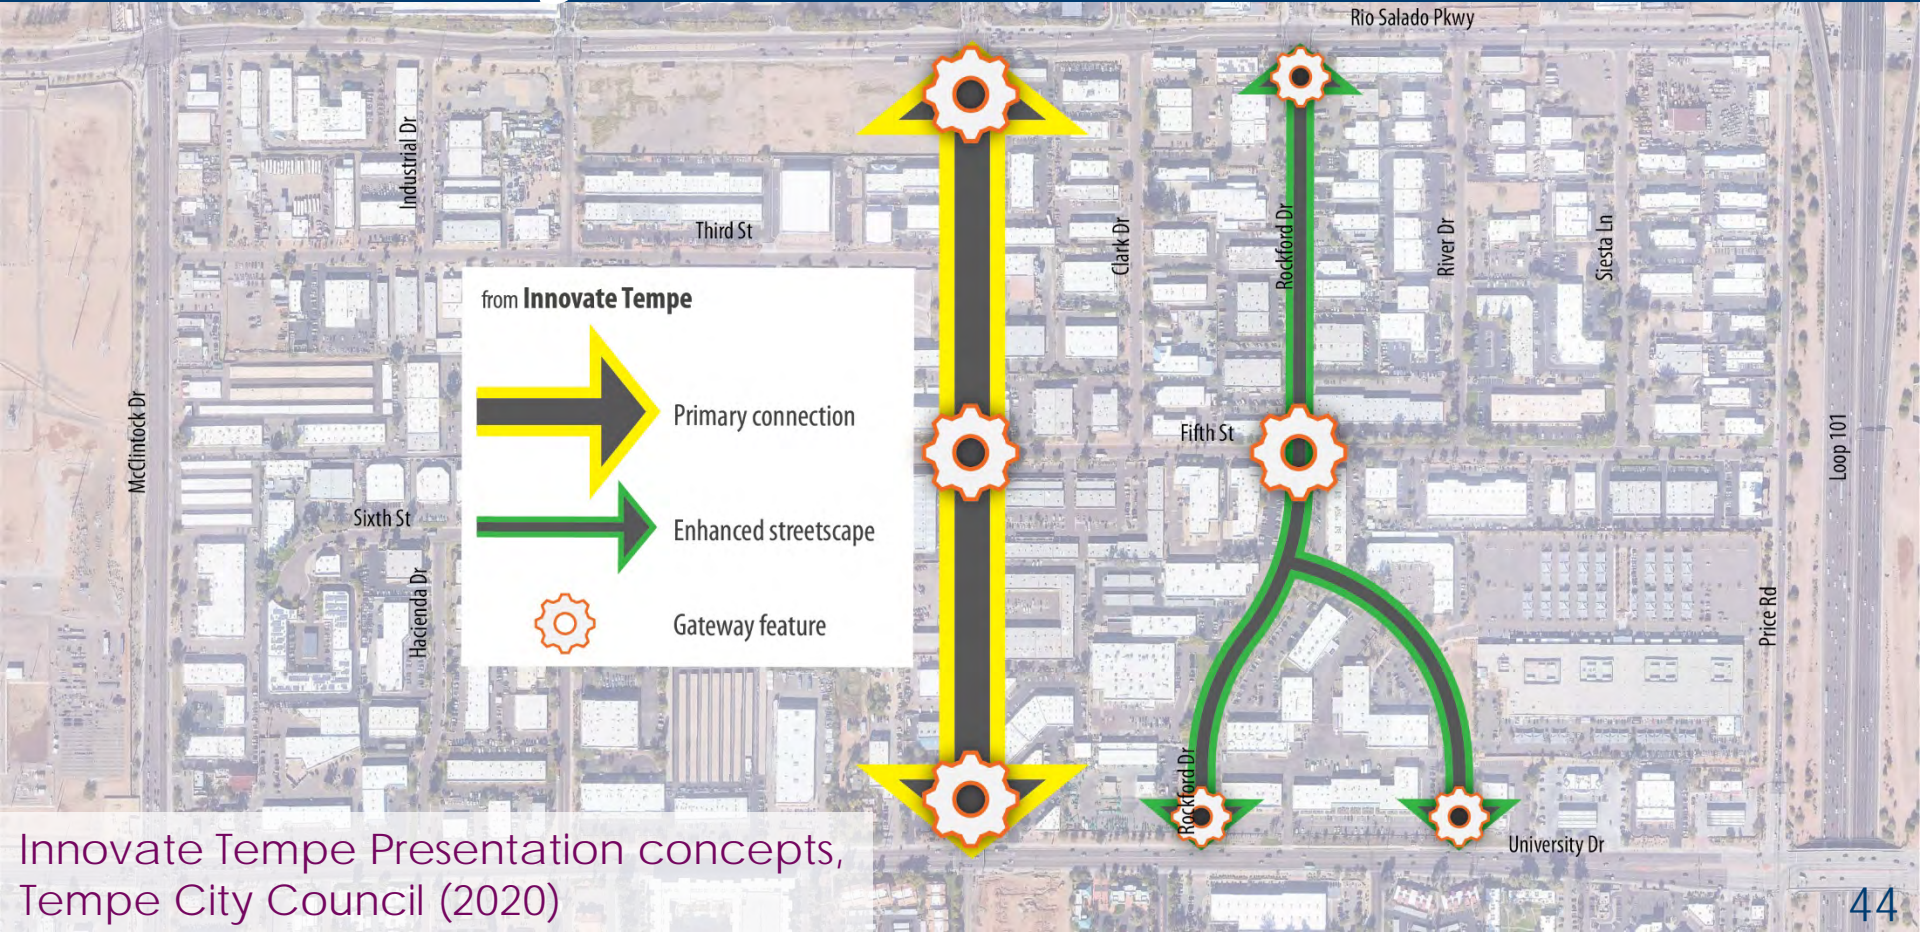 Rio Salado Pkwy
Industrial Dr
Third St
Clark Dr
Rockford Dr
River Dr
Siesta Ln
from Innovate Tempe
Primary connection
Enhanced streetscape
Gateway feature
McClintock Dr
Fifth St
Loop 101
Sixth St
Hacienda Dr
Price Rd
Rockford Dr
University Dr
Innovate Tempe Presentation concepts,
Tempe City Council (2020)
44